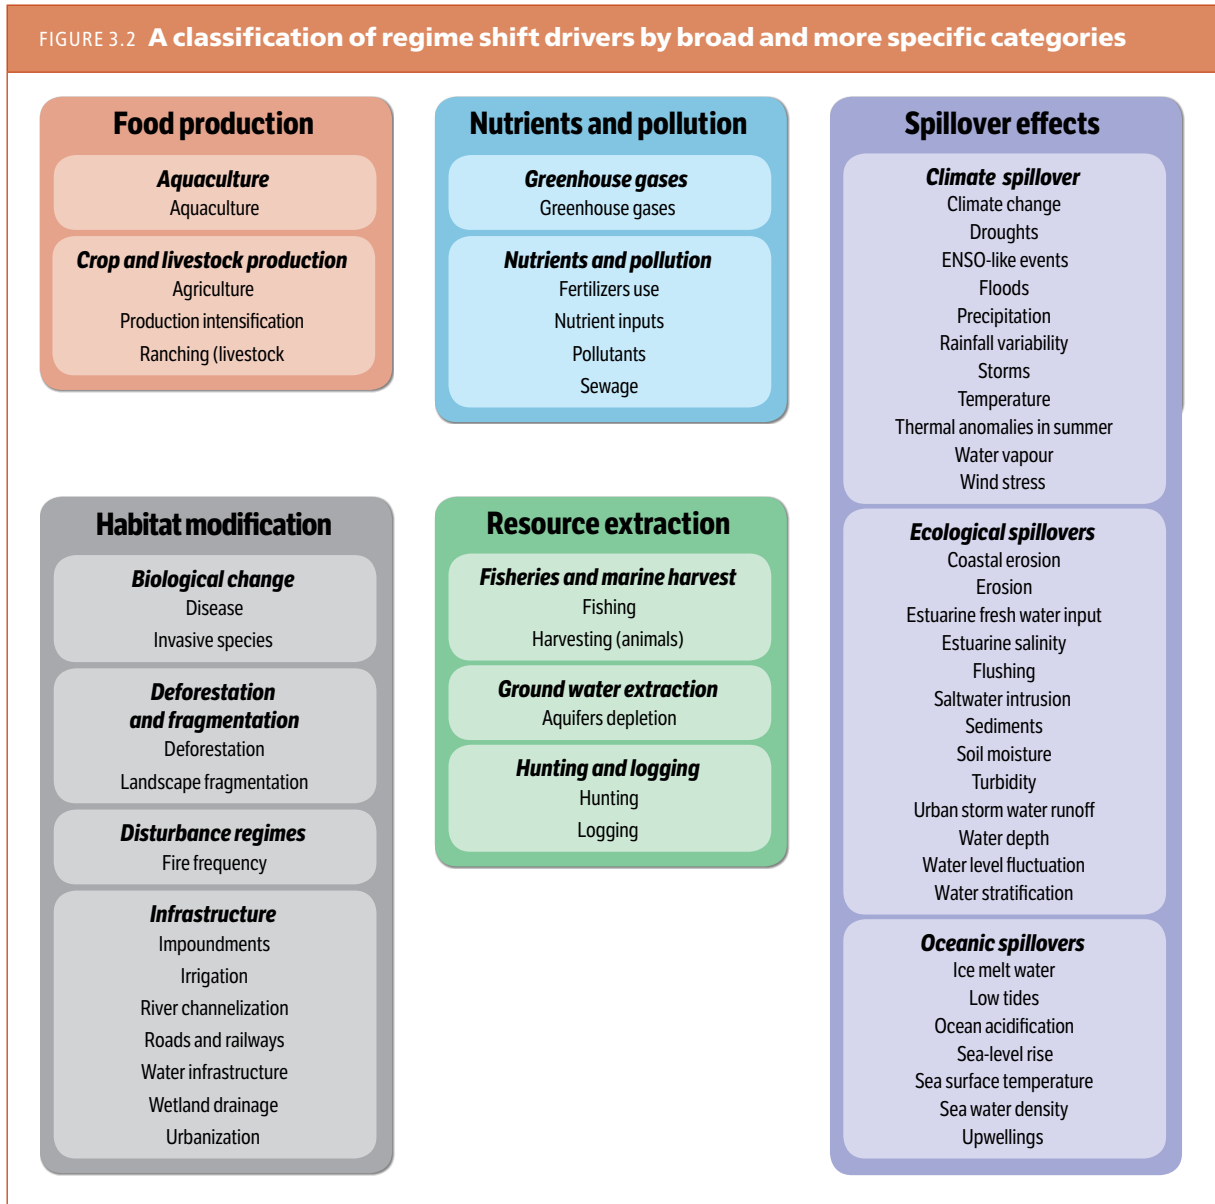 FIGURE 3.2 A classification of regime shift drivers by broad and more specific categories
Food production
Aquaculture
Aquaculture
Crop and livestock production
Agriculture
Production intensification
Ranching (livestock
Nutrients and pollution
Greenhouse gases
Greenhouse gases
Nutrients and pollution
Fertilizers use
Nutrient inputs
Pollutants
Sewage
Spillover effects
Climate spillover
Climate change
Droughts
ENSO-like events
Floods
Precipitation
Rainfall variability
Storms
Temperature
Thermal anomalies in summer
Water vapour
Wind stress
Ecological spillovers
Coastal erosion
Erosion
Estuarine fresh water input
Estuarine salinity
Flushing
Saltwater intrusion
Sediments
Soil moisture
Turbidity
Urban storm water runoff
Water depth
Water level fluctuation
Water stratification
Oceanic spillovers
Ice melt water
Low tides
Ocean acidification
Sea-level rise
Sea surface temperature
Sea water density
Upwellings
Habitat modification
Biological change
Disease
Invasive species
Deforestation
and fragmentation
Deforestation
Landscape fragmentation
Disturbance regimes
Fire frequency
Infrastructure
Impoundments
Irrigation
River channelization
Roads and railways
Water infrastructure
Wetland drainage
Urbanization
Resource extraction
Fisheries and marine harvest
Fishing
Harvesting (animals)
Ground water extraction
Aquifers depletion
Hunting and logging
Hunting
Logging